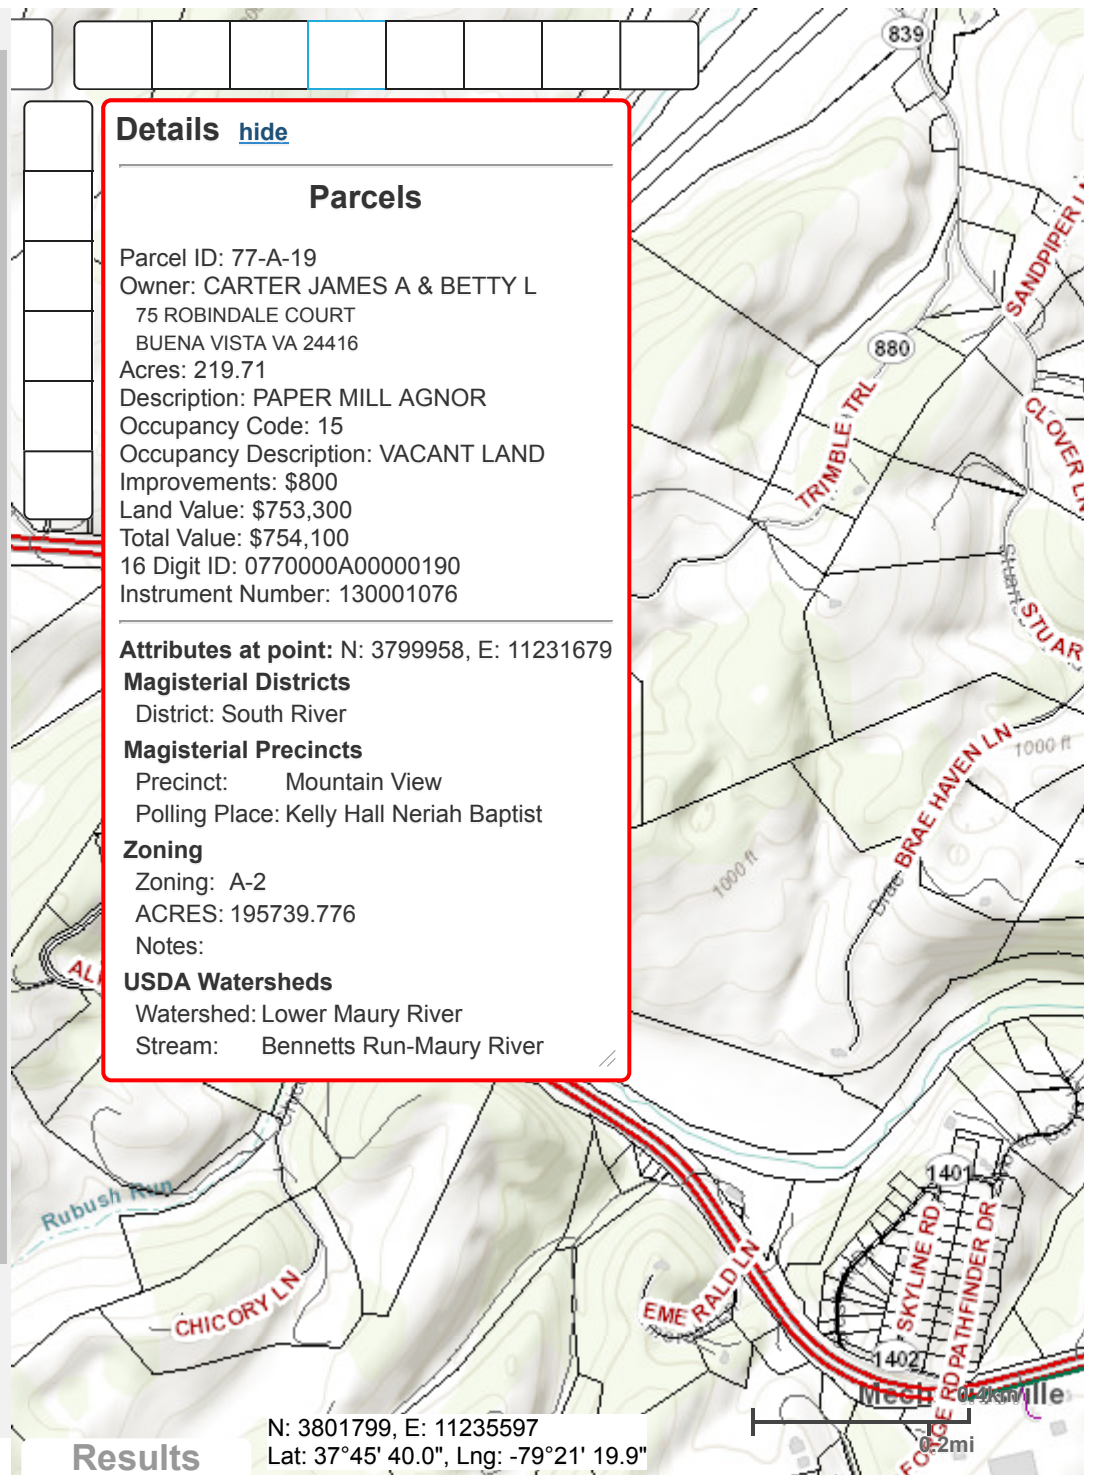 839
Details hide
Parcels
Parcel ID: 77-A-19
Owner: CARTER JAMES A & BETTY L
75 ROBINDALE COURT
BUENA VISTA VA 24416
Acres: 219.71
Description: PAPER MILL AGNOR
Occupancy Code: 15
Occupancy Description: VACANT LAND
Improvements: $800
Land Value: $753,300
Total Value: $754,100
16 Digit ID: 0770000A00000190
Instrument Number: 130001076
Attributes at point: N: 3799958, E: 11231679
Magisterial Districts
District: South River
Magisterial Precincts
Precinct: Mountain View
Polling Place: Kelly Hall Neriah Baptist
Zoning
Zoning: A-2
ACRES: 195739.776
Notes:
USDA Watersheds
Watershed: Lower Maury River
Stream: Bennetts Run-Maury River
SANDPIPER LN
880
TRIMBLE TRL
CLOVER LN
STUAR
BRAE HAVEN LN
Brae
1000 ft
1000 ft
Rubush Run
CHICORY LN
EMERALD LN
1401
SKYLINE RD
PATHFINDER DR
1402
0.4km
0.2mi
Results
N: 3801799, E: 11235597
Lat: 37°45' 40.0", Lng: -79°21' 19.9"